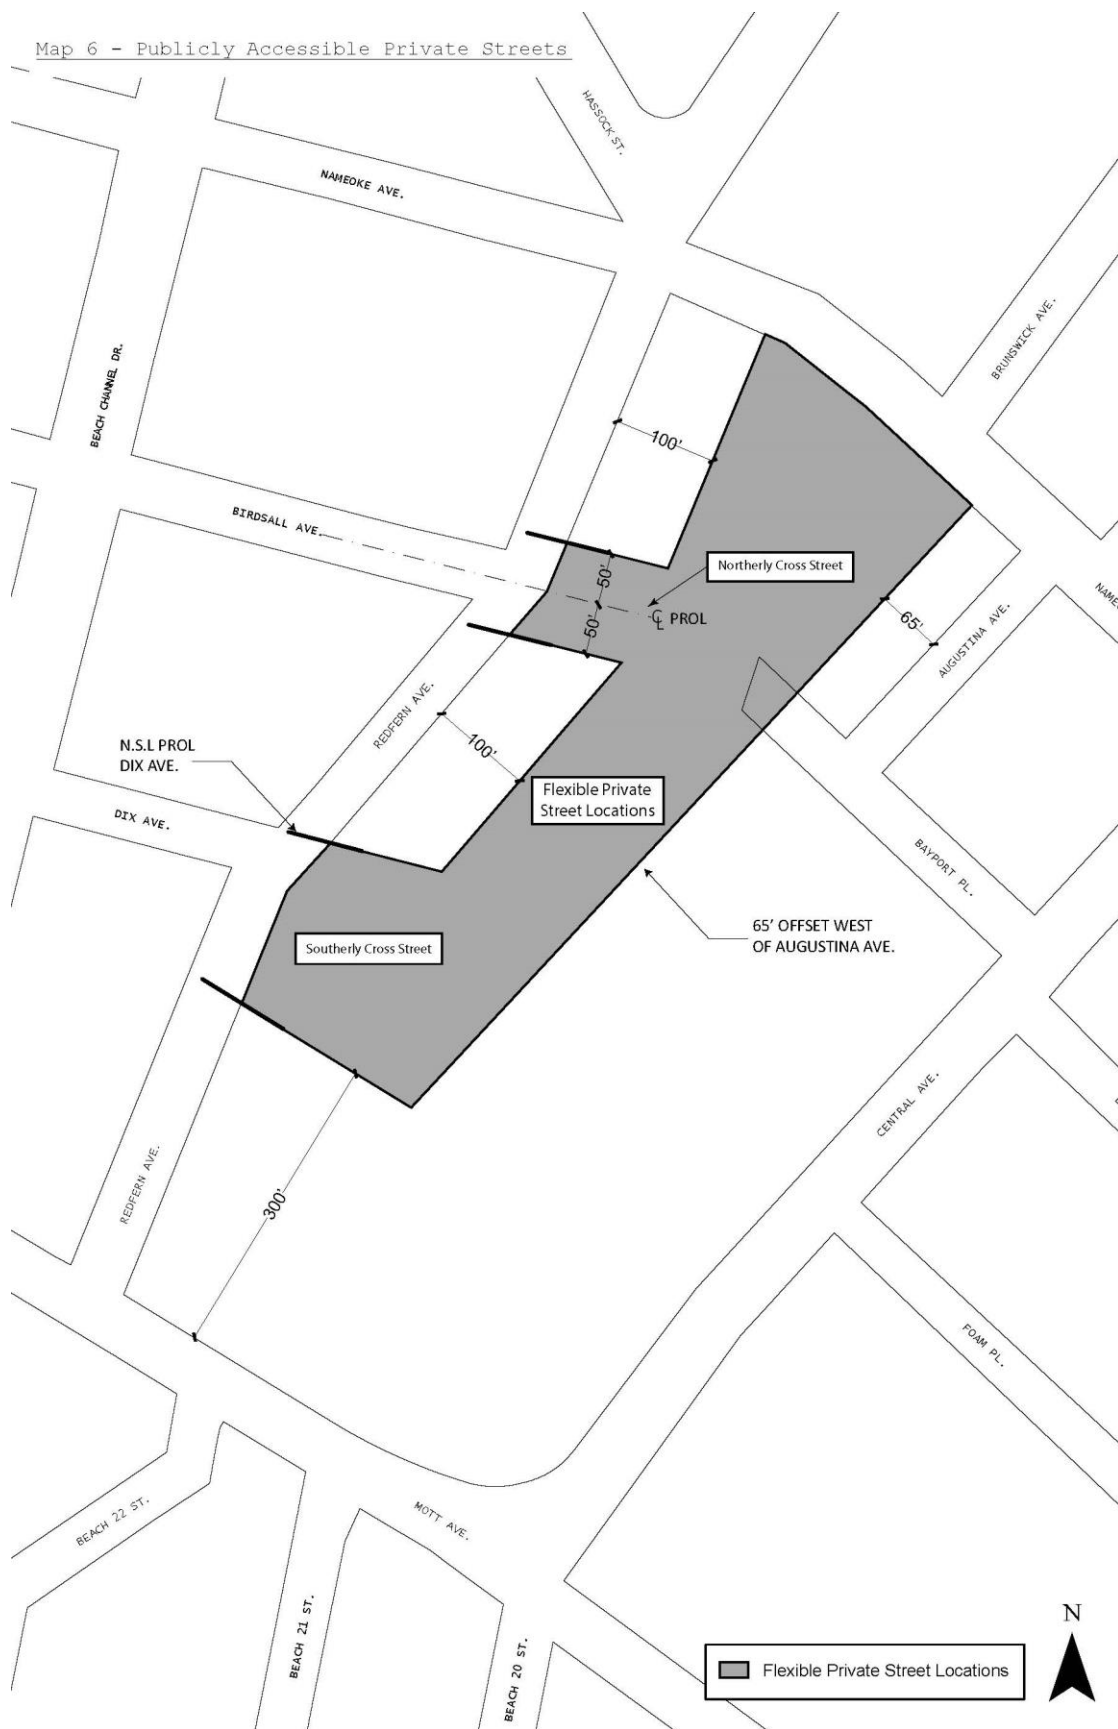 Map 6 - Publicly Accessible Private Streets
HASSOCK ST.
NAMEOKE AVE.
BRUNSWICK AVE.
BEACH CHANNEL DR.
100'
BIRDSALL AVE.
Northerly Cross Street
50'
50'
℄ PROL
65'
NAME
AUGUSTINA AVE.
REDFERN AVE.
100'
N.S.L PROL
DIX AVE.
Flexible Private
Street Locations
DIX AVE.
BAYPORT PL.
65' OFFSET WEST
OF AUGUSTINA AVE.
Southerly Cross Street
CENTRAL AVE.
REDFERN AVE.
300'
FOAM PL.
BEACH 22 ST.
MOTT AVE.
BEACH 21 ST.
BEACH 20 ST.
N
Flexible Private Street Locations